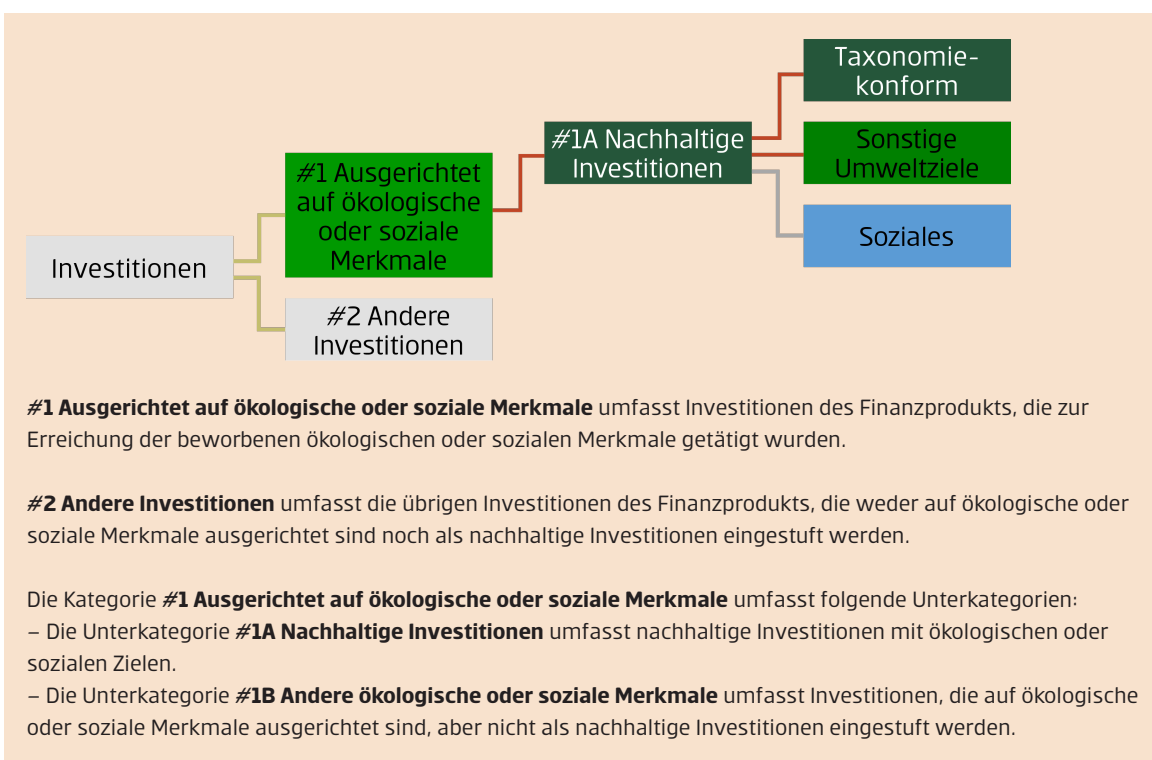 Taxonomie-
konform
#1A Nachhaltige
Investitionen
Sonstige
Umweltziele
#1 Ausgerichtet
auf ökologische
oder soziale
Merkmale
Soziales
Investitionen
#2 Andere
Investitionen
#1 Ausgerichtet auf ökologische oder soziale Merkmale umfasst Investitionen des Finanzprodukts, die zur
Erreichung der beworbenen ökologischen oder sozialen Merkmale getätigt wurden.
#2 Andere Investitionen umfasst die übrigen Investitionen des Finanzprodukts, die weder auf ökologische oder
soziale Merkmale ausgerichtet sind noch als nachhaltige Investitionen eingestuft werden.
Die Kategorie #1 Ausgerichtet auf ökologische oder soziale Merkmale umfasst folgende Unterkategorien:
– Die Unterkategorie #1A Nachhaltige Investitionen umfasst nachhaltige Investitionen mit ökologischen oder
sozialen Zielen.
– Die Unterkategorie #1B Andere ökologische oder soziale Merkmale umfasst Investitionen, die auf ökologische
oder soziale Merkmale ausgerichtet sind, aber nicht als nachhaltige Investitionen eingestuft werden.